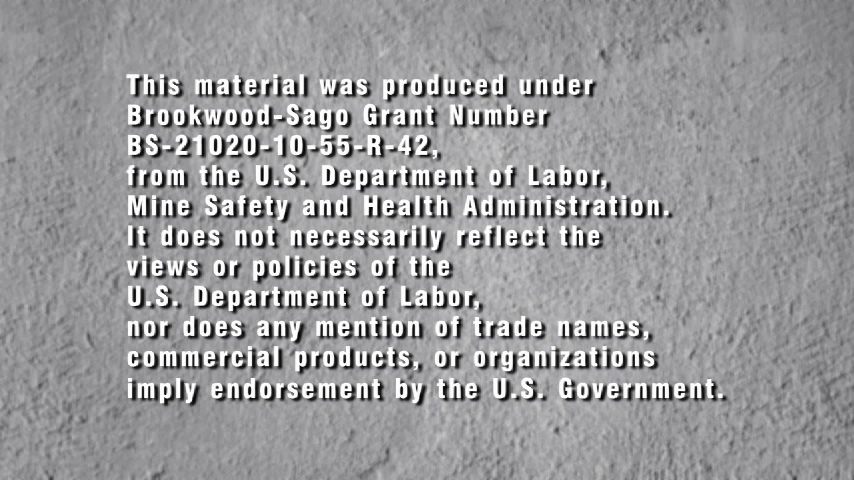 This material was produced under
Brookwood-Sago Grant Number
BS-21020-10-55-R-42,
from the U.S. Department of Labor,
Mine Safety and Health Administration.
It does not necessarily reflect the
views or policies of the
U.S. Department of Labor,
nor does any mention of trade names,
commercial products, or organizations
imply endorsement by the U.S. Government.